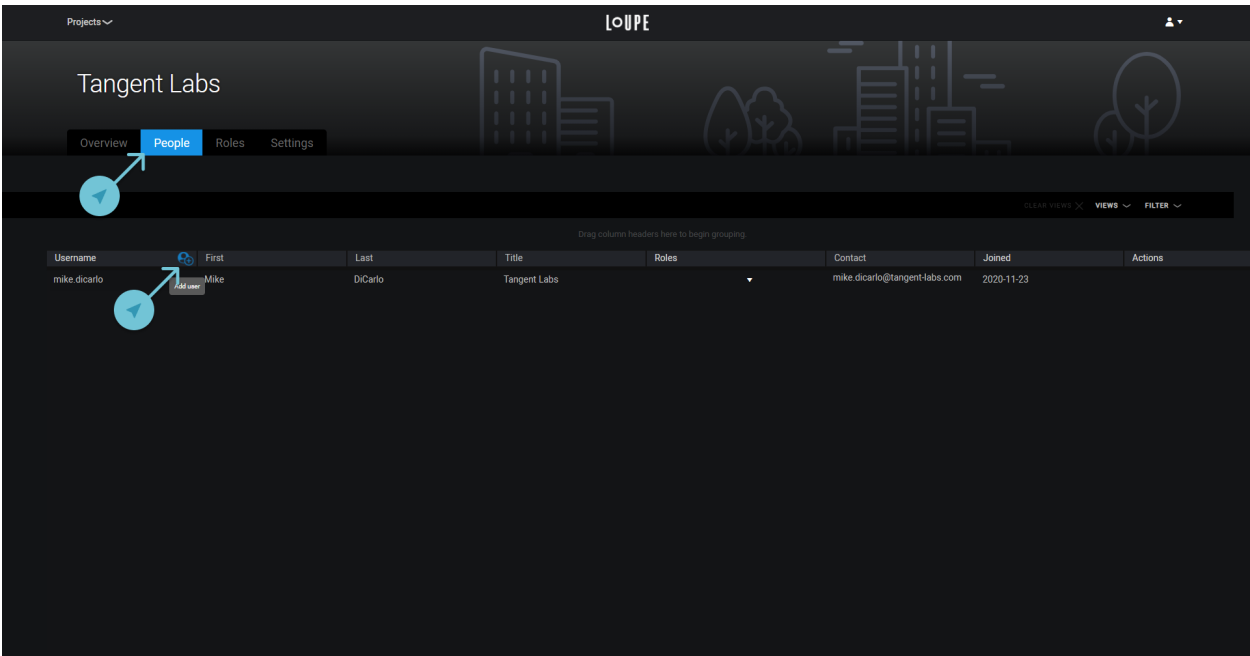 Projects
LOUPE
Tangent Labs
Overview People Roles Settings
CLEAR VIEWS VIEWS FILTER
Drag column headers here to begin grouping.
Username First Last Title Roles Contact Joined Actions
mike.dicarlo Mike DiCarlo Tangent Labs mike.dicarlo@tangent-labs.com 2020-11-23
Add user